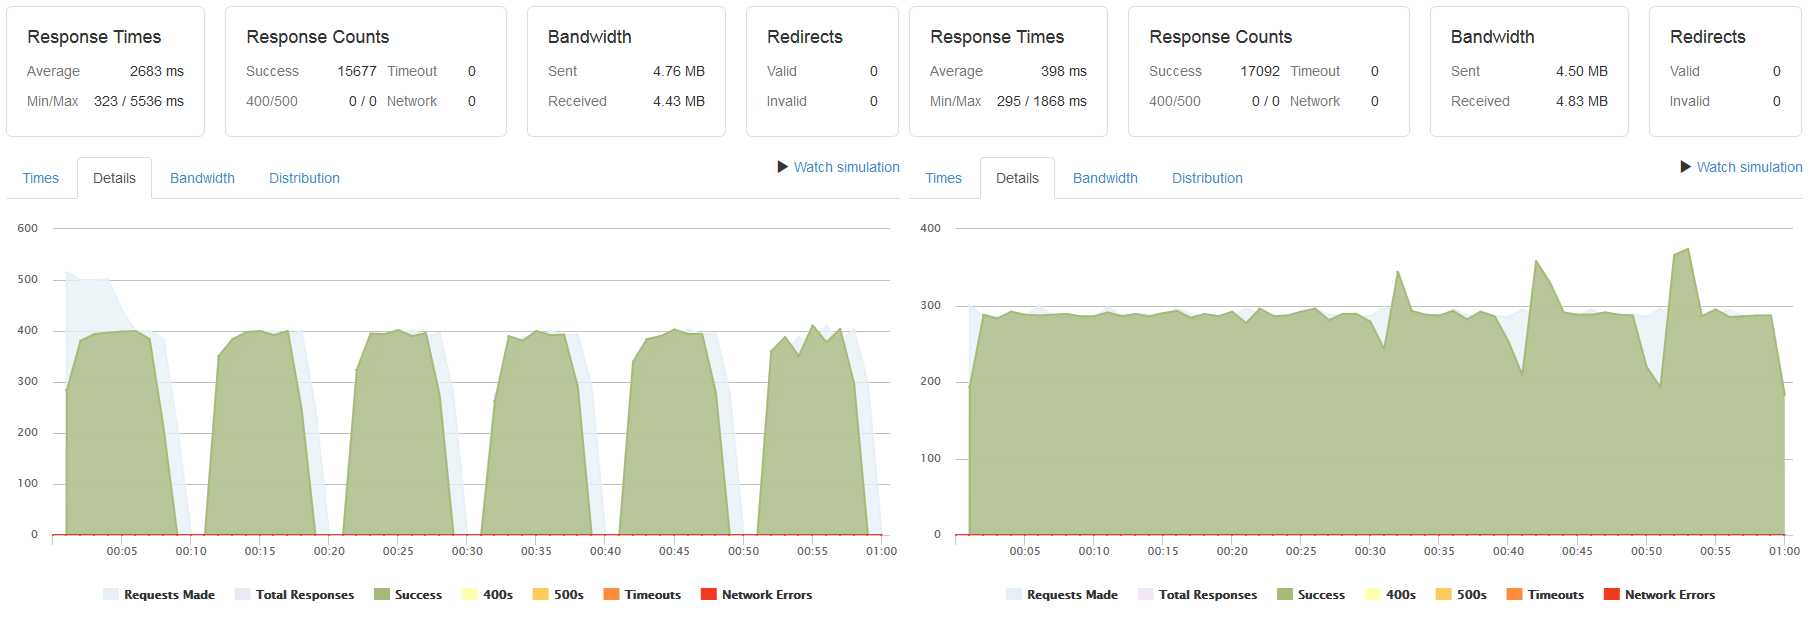 Response Times
Average 2683 ms
Min/Max 323 / 5536 ms
Response Counts
Success 15677 Timeout 0
400/500 0 / 0 Network 0
Bandwidth
Sent 4.76 MB
Received 4.43 MB
Redirects
Valid 0
Invalid 0
Times Details Bandwidth Distribution
Watch simulation
600
500
400
300
200
100
0
00:05 00:10 00:15 00:20 00:25 00:30 00:35 00:40 00:45 00:50 00:55 01:00
Requests Made Total Responses Success 400s 500s Timeouts Network Errors
Response Times
Average 398 ms
Min/Max 295 / 1868 ms
Response Counts
Success 17092 Timeout 0
400/500 0 / 0 Network 0
Bandwidth
Sent 4.50 MB
Received 4.83 MB
Redirects
Valid 0
Invalid 0
Times Details Bandwidth Distribution
Watch simulation
400
300
200
100
0
00:05 00:10 00:15 00:20 00:25 00:30 00:35 00:40 00:45 00:50 00:55 01:00
Requests Made Total Responses Success 400s 500s Timeouts Network Errors